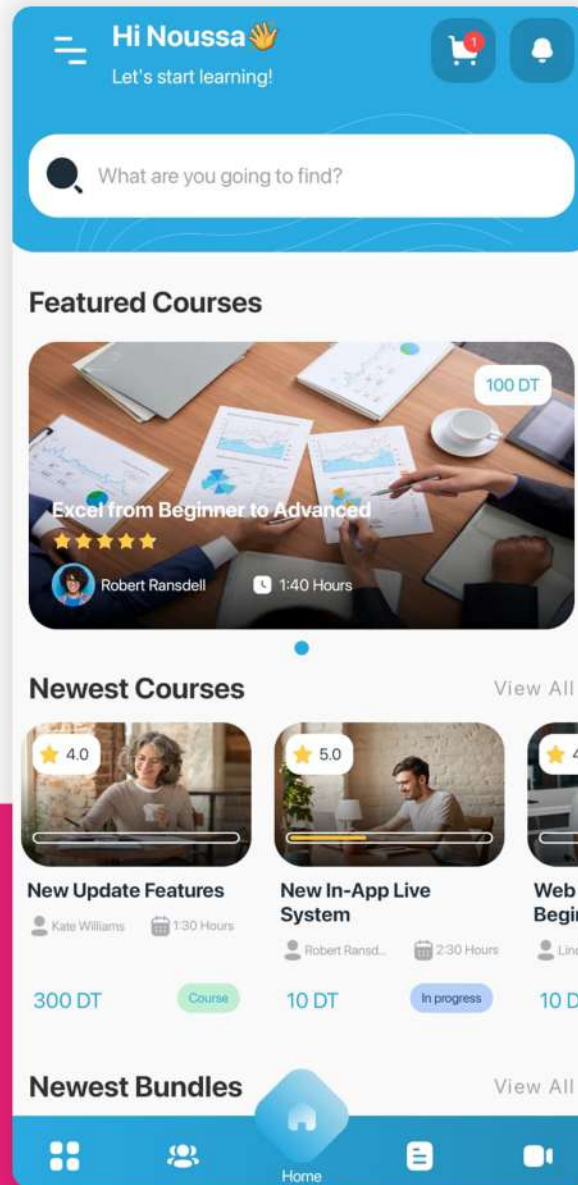 Hi Noussa👋
1
Let's start learning!
What are you going to find?
Featured Courses
100 DT
Excel from Beginner to Advanced
Robert Ransdell
1:40 Hours
Newest Courses
View All
4.0
5.0
4
New Update Features
New In-App Live
System
Web
Kate Williams
1:30 Hours
Robert Ransd...
2:30 Hours
300 DT
Course
10 DT
In progress
10 D
Newest Bundles
View All
Home